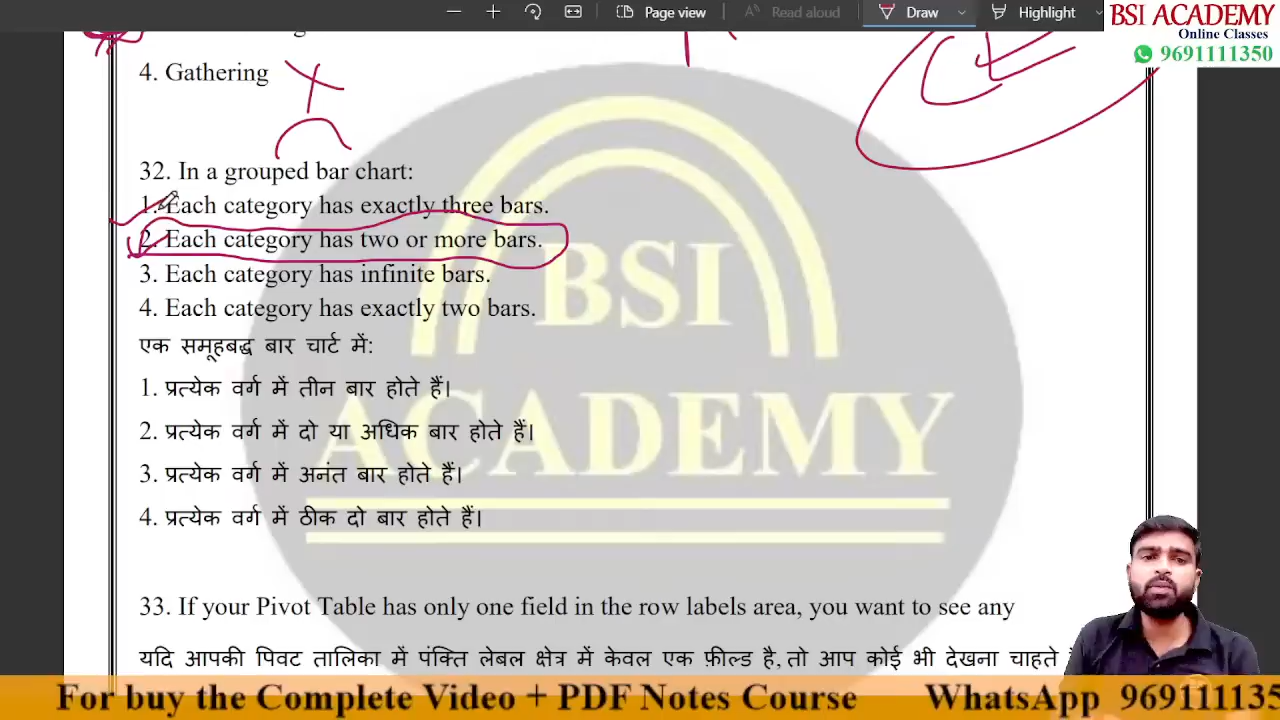 Page view
Read aloud
Draw
Highlight
BSI ACADEMY
Online Classes
9691111350
4. Gathering
32. In a grouped bar chart:
1. Each category has exactly three bars.
2. Each category has two or more bars.
3. Each category has infinite bars.
4. Each category has exactly two bars.
एक समूहबद्ध बार चार्ट में:
1. प्रत्येक वर्ग में तीन बार होते हैं।
2. प्रत्येक वर्ग में दो या अधिक बार होते हैं।
3. प्रत्येक वर्ग में अनंत बार होते हैं।
4. प्रत्येक वर्ग में ठीक दो बार होते हैं।
BSI
ACADEMY
33. If your Pivot Table has only one field in the row labels area, you want to see any
यदि आपकी पिवट तालिका में पंक्ति लेबल क्षेत्र में केवल एक फ़ील्ड है, तो आप कोई भी देखना चाहते
For buy the Complete Video + PDF Notes Course WhatsApp 969111135